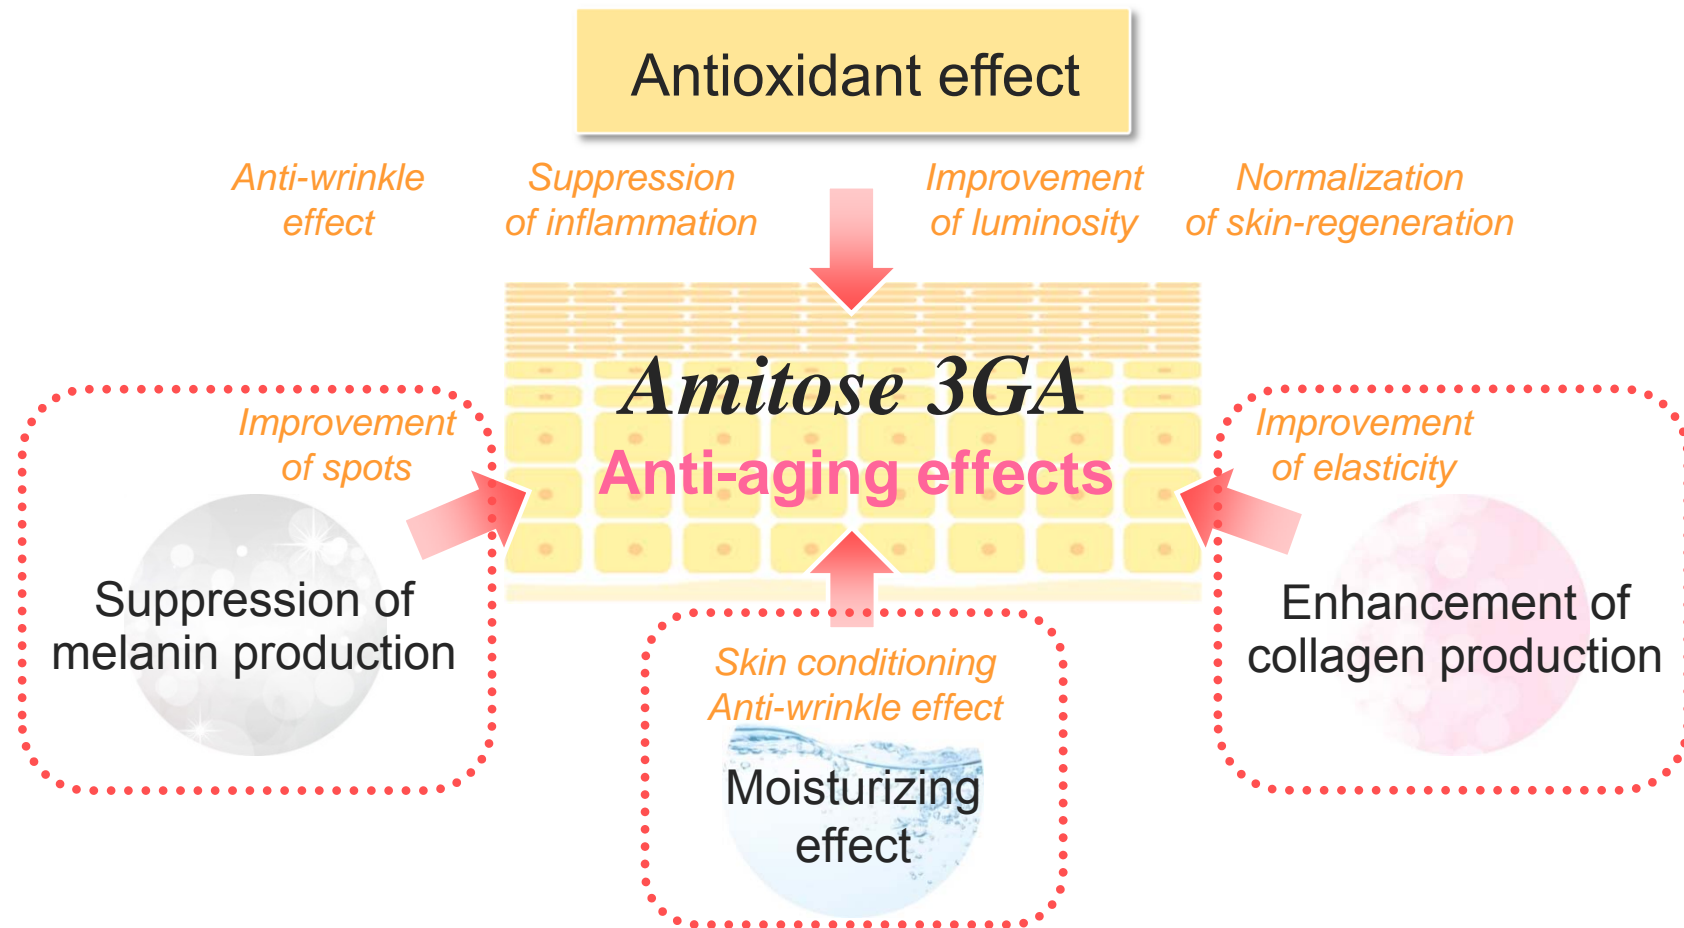 Antioxidant effect
Anti-wrinkle
effect
Suppression
of inflammation
Improvement
of luminosity
Normalization
of skin-regeneration
Amitose 3GA
Anti-aging effects
Improvement
of spots
Suppression of
melanin production
Skin conditioning
Anti-wrinkle effect
Moisturizing
effect
Improvement
of elasticity
Enhancement of
collagen production